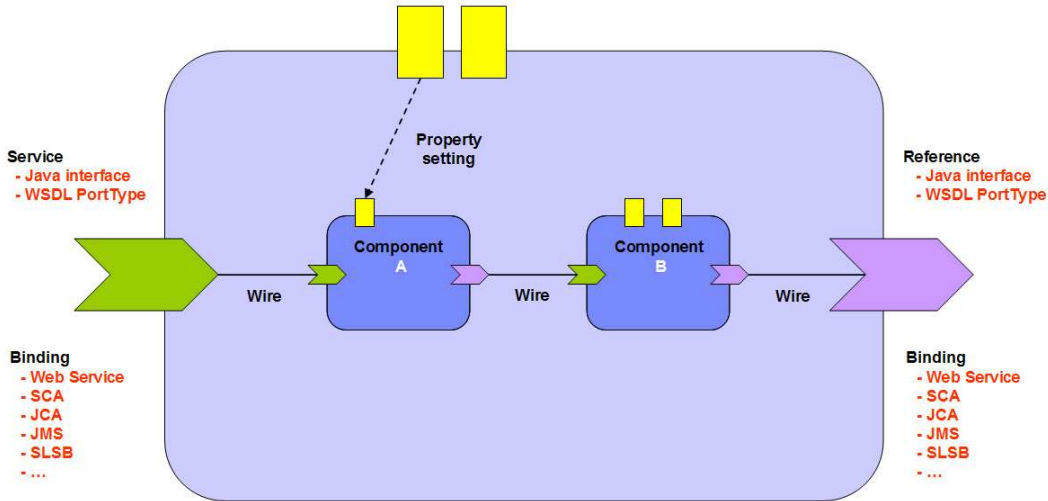 Property
setting
Service
- Java interface
- WSDL PortType
Reference
- Java interface
- WSDL PortType
Component
A
Component
B
Wire
Wire
Wire
Binding
- Web Service
- SCA
- JCA
- JMS
- SLSB
- ...
Binding
- Web Service
- SCA
- JCA
- JMS
- SLSB
- ...